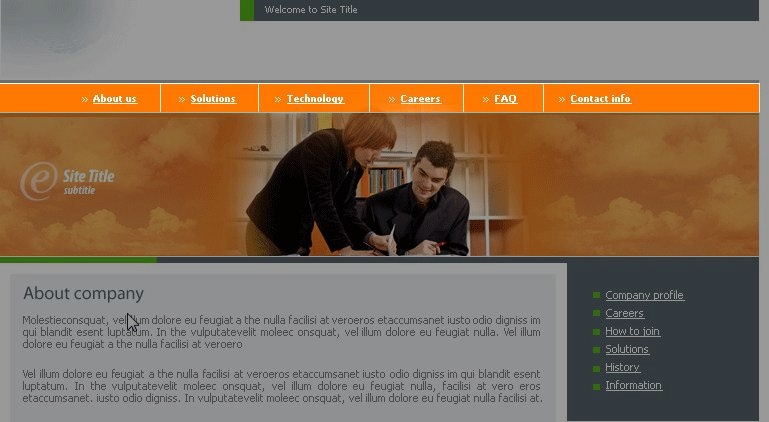 Welcome to Site Title
» About us » Solutions » Technology » Careers » FAQ » Contact info
e Site Title
subtitle
About company
Molestieconsquat, vel illum dolore eu feugiat a the nulla facilisi at veroeros etaccumsanet iusto odio digniss im
qui blandit esent luptatum. In the vulputatevelit moleec onsquat, vel illum dolore eu feugiat nulla. Vel illum
dolore eu feugiat a the nulla facilisi at veroero
Vel illum dolore eu feugiat a the nulla facilisi at veroeros etaccumsanet iusto odio digniss im qui blandit esent
luptatum. In the vulputatevelit moleec onsquat, vel illum dolore eu feugiat nulla, facilisi at vero eros
etaccumsanet. iusto odio digniss. In vulputatevelit moleec onsquat, vel illum dolore eu feugiat nulla facilisi at.
Company profile
Careers
How to join
Solutions
History
Information